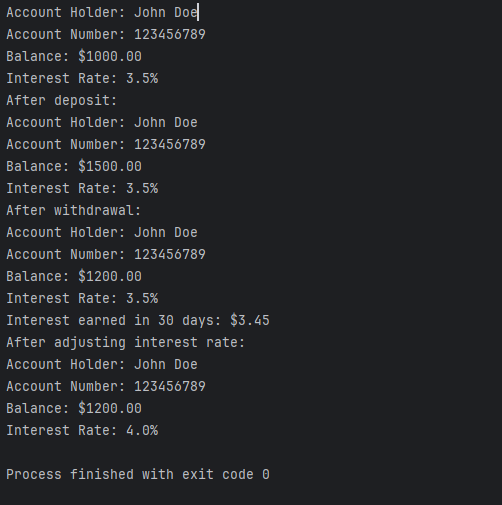 Account Holder: John Doe
Account Number: 123456789
Balance: $1000.00
Interest Rate: 3.5%
After deposit:
Account Holder: John Doe
Account Number: 123456789
Balance: $1500.00
Interest Rate: 3.5%
After withdrawal:
Account Holder: John Doe
Account Number: 123456789
Balance: $1200.00
Interest Rate: 3.5%
Interest earned in 30 days: $3.45
After adjusting interest rate:
Account Holder: John Doe
Account Number: 123456789
Balance: $1200.00
Interest Rate: 4.0%
Process finished with exit code 0